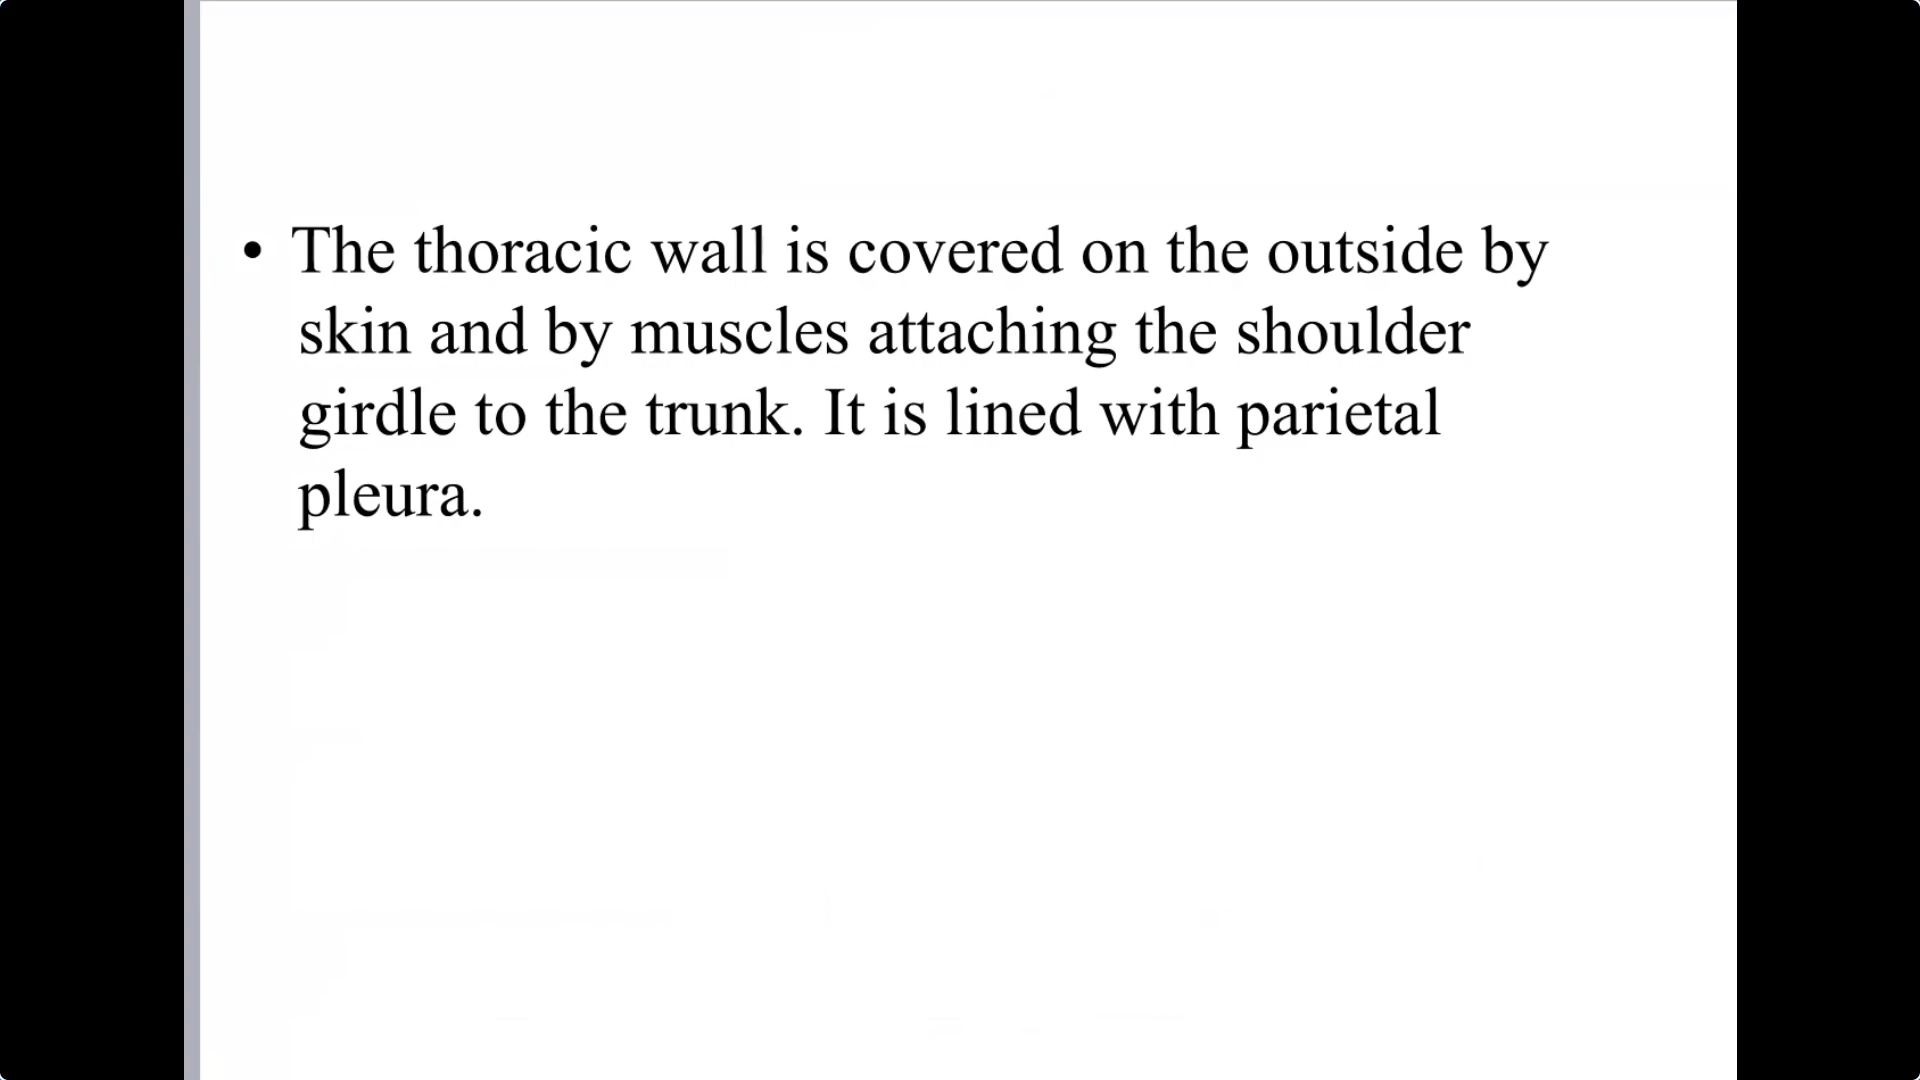 • The thoracic wall is covered on the outside by
skin and by muscles attaching the shoulder
girdle to the trunk. It is lined with parietal
pleura.